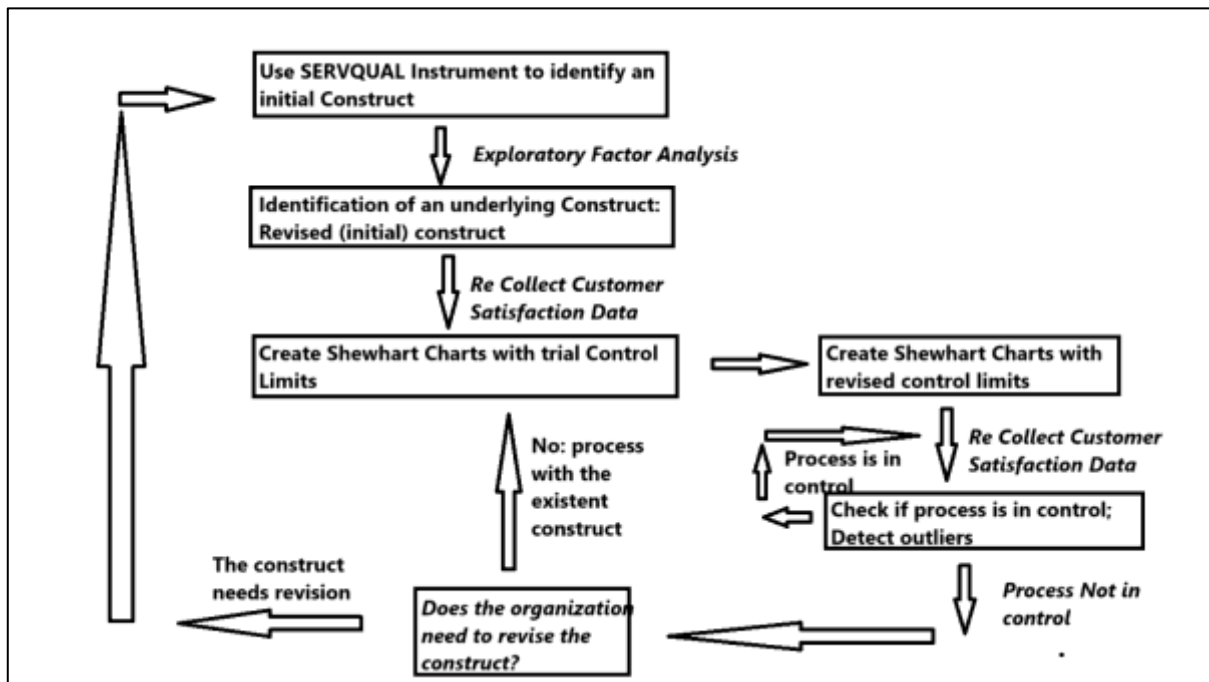 Use SERVQUAL Instrument to identify an
initial Construct
Exploratory Factor Analysis
Identification of an underlying Construct:
Revised (initial) construct
Re Collect Customer
Satisfaction Data
Create Shewhart Charts with trial Control
Limits
Create Shewhart Charts with
revised control limits
Re Collect Customer
Satisfaction Data
Process is in
control
Check if process is in control;
Detect outliers
No: process
with the
existent
construct
Process Not in
control
.
Does the organization
need to revise the
construct?
The construct
needs revision